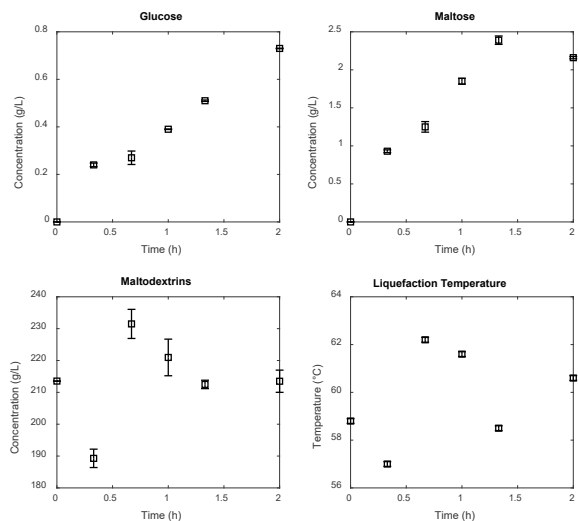 Glucose
0.8
0.6
0.4
0.2
0
Concentration (g/L)
0 0.5 1 1.5 2
Time (h)
Maltose
2.5
2
1.5
1
0.5
0
Concentration (g/L)
0 0.5 1 1.5 2
Time (h)
Maltodextrins
240
230
220
210
200
190
180
Concentration (g/L)
0 0.5 1 1.5 2
Time (h)
Liquefaction Temperature
64
62
60
58
56
Temperature (°C)
0 0.5 1 1.5 2
Time (h)